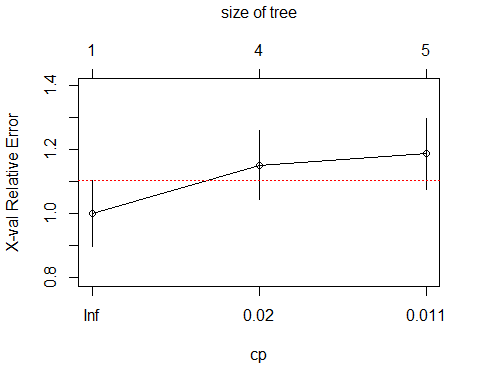 size of tree
1 4 5
X-val Relative Error
1.4
1.2
1.0
0.8
Inf 0.02 0.011
cp